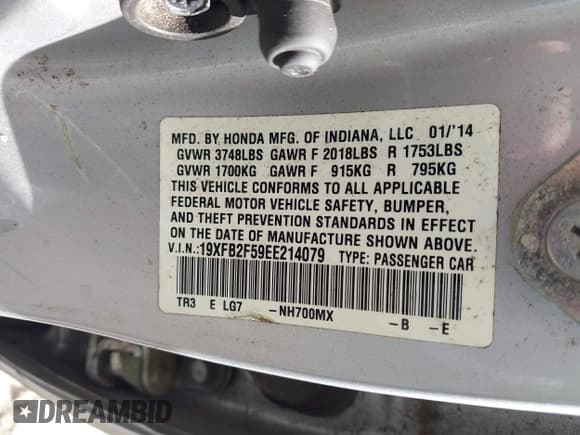 MFD. BY HONDA MFG. OF INDIANA, LLC 01/'14
GVWR 3748LBS GAWR F 2018LBS R 1753LBS
GVWR 1700KG GAWR F 915KG R 795KG
THIS VEHICLE CONFORMS TO ALL APPLICABLE
FEDERAL MOTOR VEHICLE SAFETY, BUMPER,
AND THEFT PREVENTION STANDARDS IN EFFECT
ON THE DATE OF MANUFACTURE SHOWN ABOVE.
V.I.N.:19XFB2F59EE214079 TYPE: PASSENGER CAR
TR3 E LG7 -NH700MX -B -E
DREAMBID